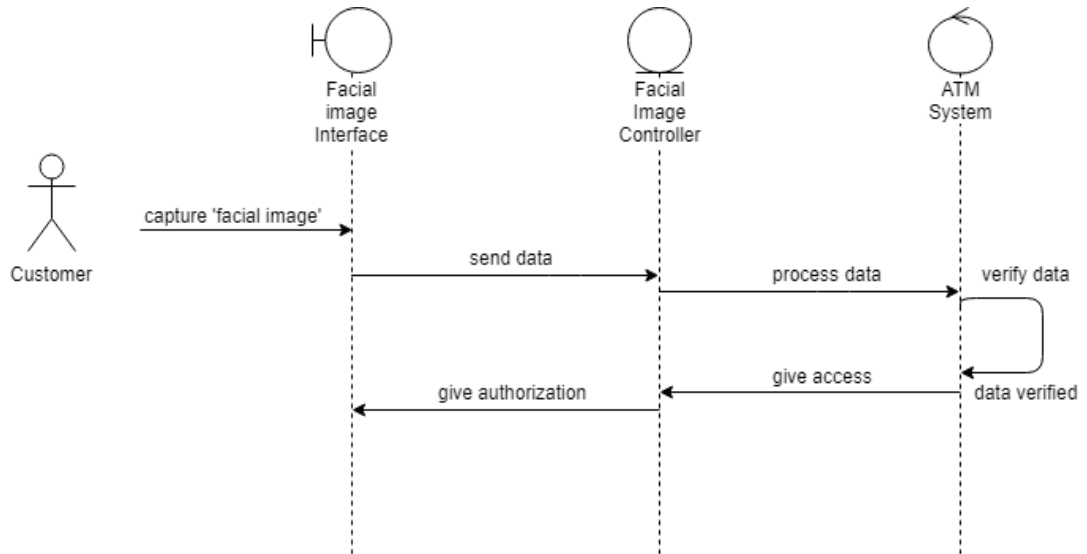 Facial
image
Interface
Facial
Image
Controller
ATM
System
Customer
capture 'facial image'
send data
process data
verify data
give access
data verified
give authorization